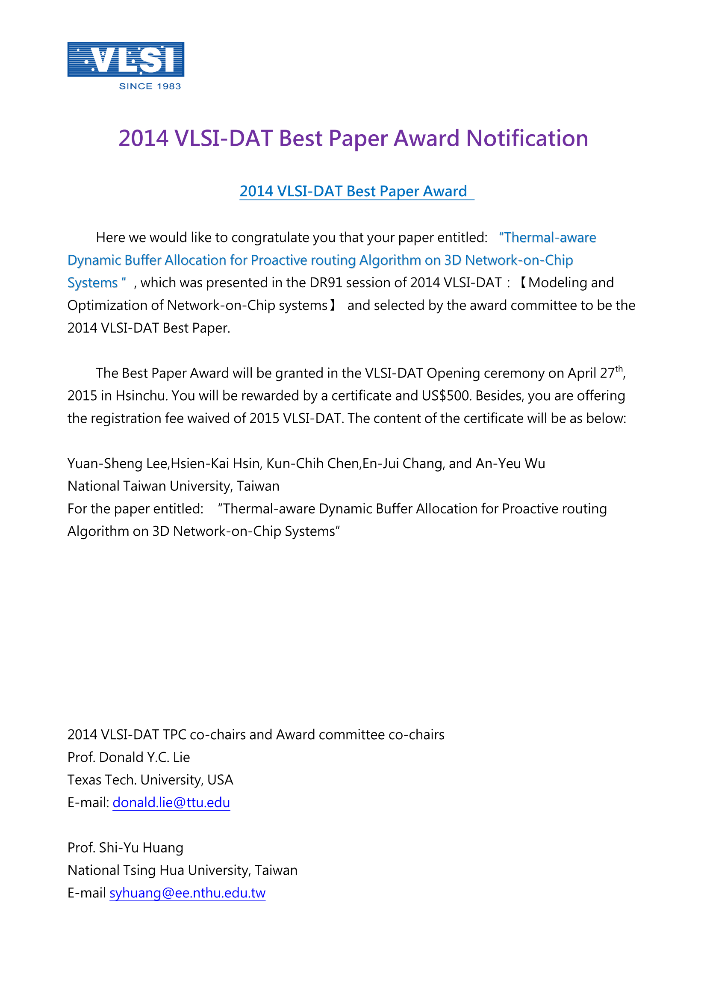 VLSI
SINCE 1983
2014 VLSI-DAT Best Paper Award Notification
2014 VLSI-DAT Best Paper Award
Here we would like to congratulate you that your paper entitled: “Thermal-aware
Dynamic Buffer Allocation for Proactive routing Algorithm on 3D Network-on-Chip
Systems “ , which was presented in the DR91 session of 2014 VLSI-DAT：【Modeling and
Optimization of Network-on-Chip systems】 and selected by the award committee to be the
2014 VLSI-DAT Best Paper.
The Best Paper Award will be granted in the VLSI-DAT Opening ceremony on April 27th,
2015 in Hsinchu. You will be rewarded by a certificate and US$500. Besides, you are offering
the registration fee waived of 2015 VLSI-DAT. The content of the certificate will be as below:
Yuan-Sheng Lee,Hsien-Kai Hsin, Kun-Chih Chen,En-Jui Chang, and An-Yeu Wu
National Taiwan University, Taiwan
For the paper entitled: “Thermal-aware Dynamic Buffer Allocation for Proactive routing
Algorithm on 3D Network-on-Chip Systems”
2014 VLSI-DAT TPC co-chairs and Award committee co-chairs
Prof. Donald Y.C. Lie
Texas Tech. University, USA
E-mail: donald.lie@ttu.edu
Prof. Shi-Yu Huang
National Tsing Hua University, Taiwan
E-mail syhuang@ee.nthu.edu.tw